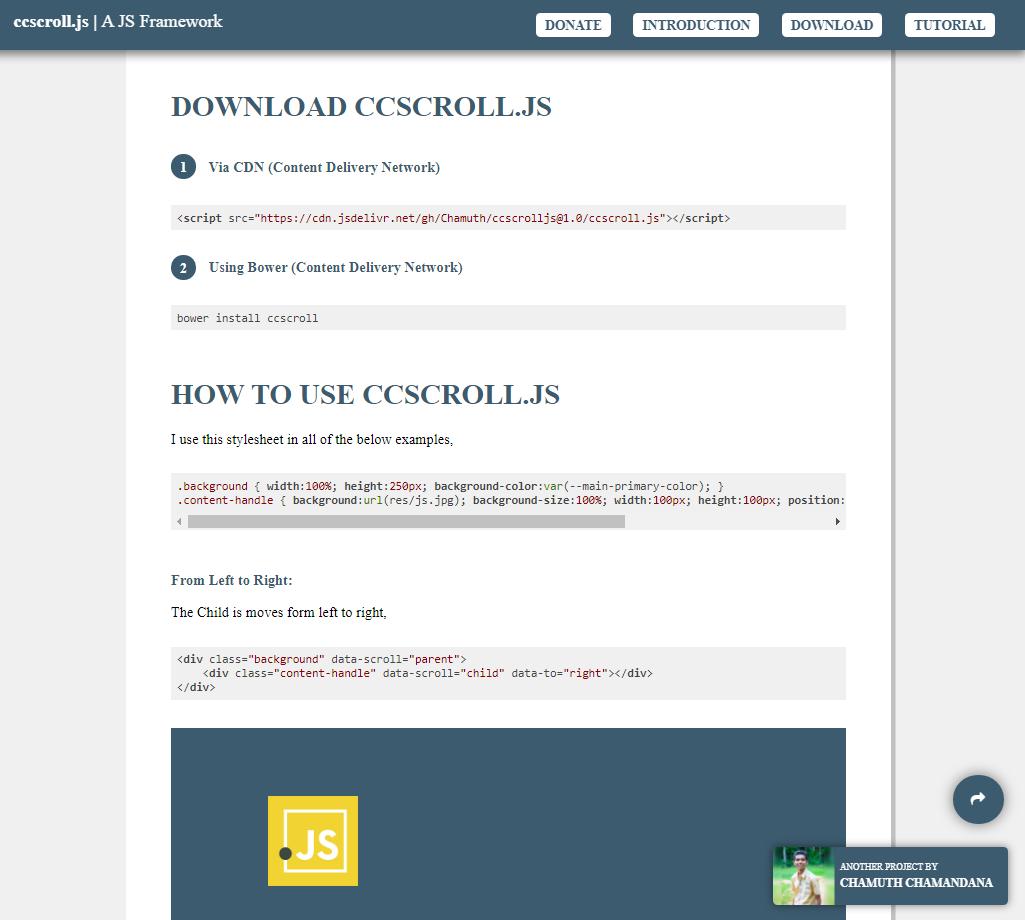 ccscroll.js | A JS Framework
DONATE
INTRODUCTION
DOWNLOAD
TUTORIAL
DOWNLOAD CCSCROLL.JS
1 Via CDN (Content Delivery Network)
<script src="https://cdn.jsdelivr.net/gh/Chamuth/ccscrolljs@1.0/ccscroll.js"></script>
2 Using Bower (Content Delivery Network)
bower install ccscroll
HOW TO USE CCSCROLL.JS
I use this stylesheet in all of the below examples,
.background { width:100%; height:250px; background-color:var(--main-primary-color); }
.content-handle { background:url(res/js.jpg); background-size:100%; width:100px; height:100px; position:
From Left to Right:
The Child is moves form left to right,
<div class="background" data-scroll="parent">
    <div class="content-handle" data-scroll="child" data-to="right"></div>
</div>
.JS
ANOTHER PROJECT BY
CHAMUTH CHAMANDANA